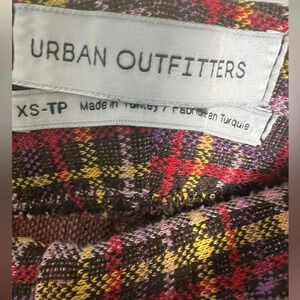 URBAN OUTFITTERS
XS-TP Made in Turkey / Fabriqué en Turquie